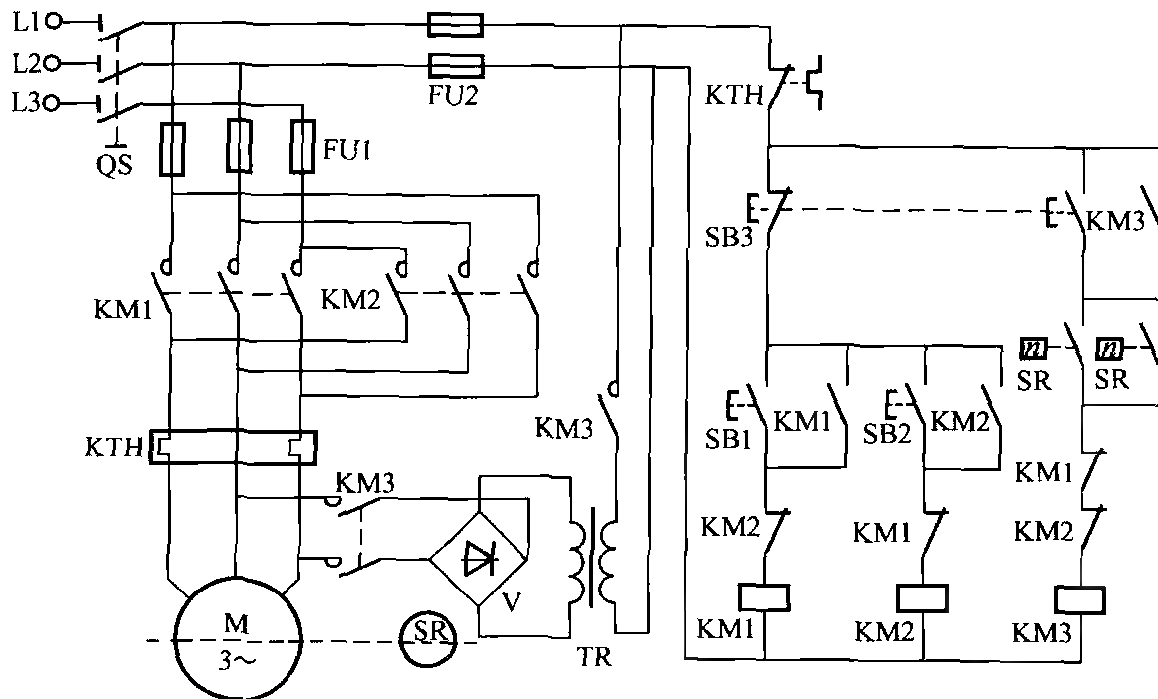 L1
L2
L3
QS
FU2
FU1
KTH
SB3
KM3
KM1
KM2
n
n
SR
SR
KM3
SB1
KM1
SB2
KM2
KTH
KM3
KM1
KM2
KM1
KM2
V
M
3~
SR
TR
KM1
KM2
KM3